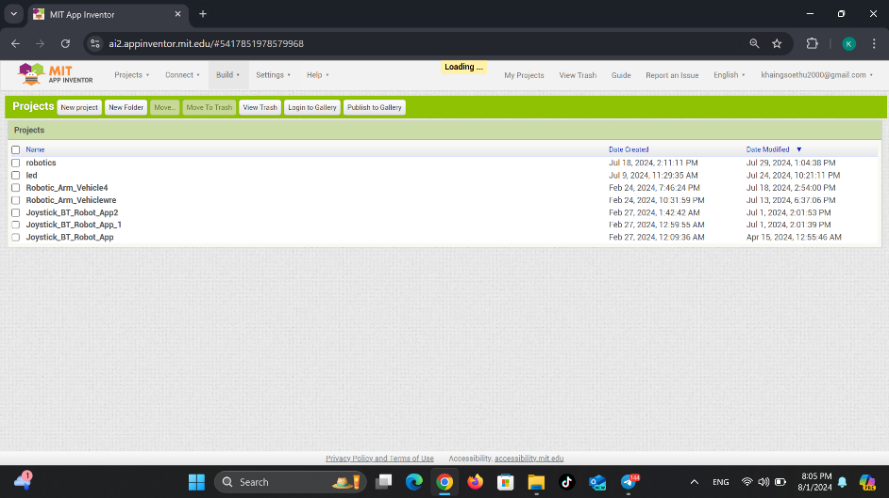 MIT App Inventor
ai2.appinventor.mit.edu/#5417851978579968
K
MIT
APP INVENTOR
Projects
Connect
Build
Settings
Help
Loading ...
My Projects
View Trash
Guide
Report an Issue
English
khaingsoethu2000@gmail.com
Projects
New project
New Folder
Move...
Move To Trash
View Trash
Login to Gallery
Publish to Gallery
Projects
Name Date Created Date Modified
robotics Jul 18, 2024, 2:11:11 PM Jul 29, 2024, 1:04:38 PM
led Jul 9, 2024, 11:29:35 AM Jul 24, 2024, 10:21:11 PM
Robotic_Arm_Vehicle4 Feb 24, 2024, 7:46:24 PM Jul 18, 2024, 2:54:00 PM
Robotic_Arm_Vehiclewre Feb 24, 2024, 10:31:59 PM Jul 13, 2024, 6:37:06 PM
Joystick_BT_Robot_App2 Feb 27, 2024, 1:42:42 AM Jul 1, 2024, 2:01:53 PM
Joystick_BT_Robot_App_1 Feb 27, 2024, 12:59:55 AM Jul 1, 2024, 2:01:39 PM
Joystick_BT_Robot_App Feb 27, 2024, 12:09:36 AM Apr 15, 2024, 12:55:46 AM
Privacy Policy and Terms of Use
Accessibility: accessibility.mit.edu
1
Search
144
ENG
8:05 PM
8/1/2024